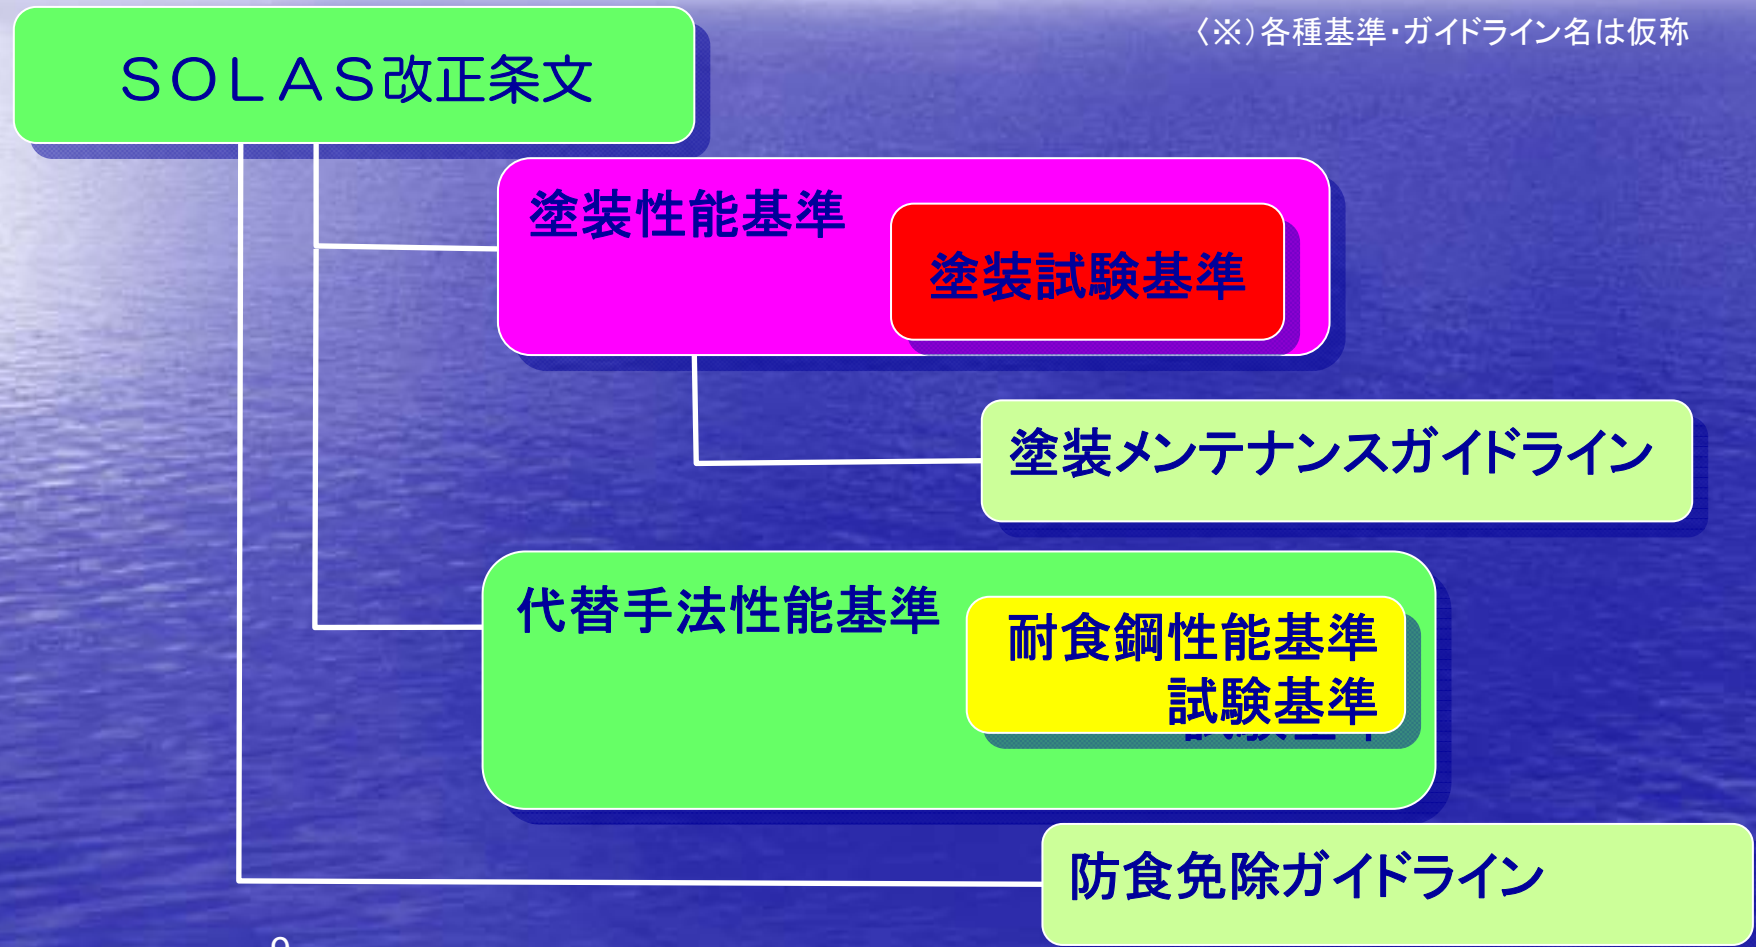 〈※）各種基準・ガイドライン名は仮称
ＳＯＬＡＳ改正条文
塗装性能基準
塗装試験基準
塗装メンテナンスガイドライン
代替手法性能基準
耐食鋼性能基準
試験基準
防食免除ガイドライン